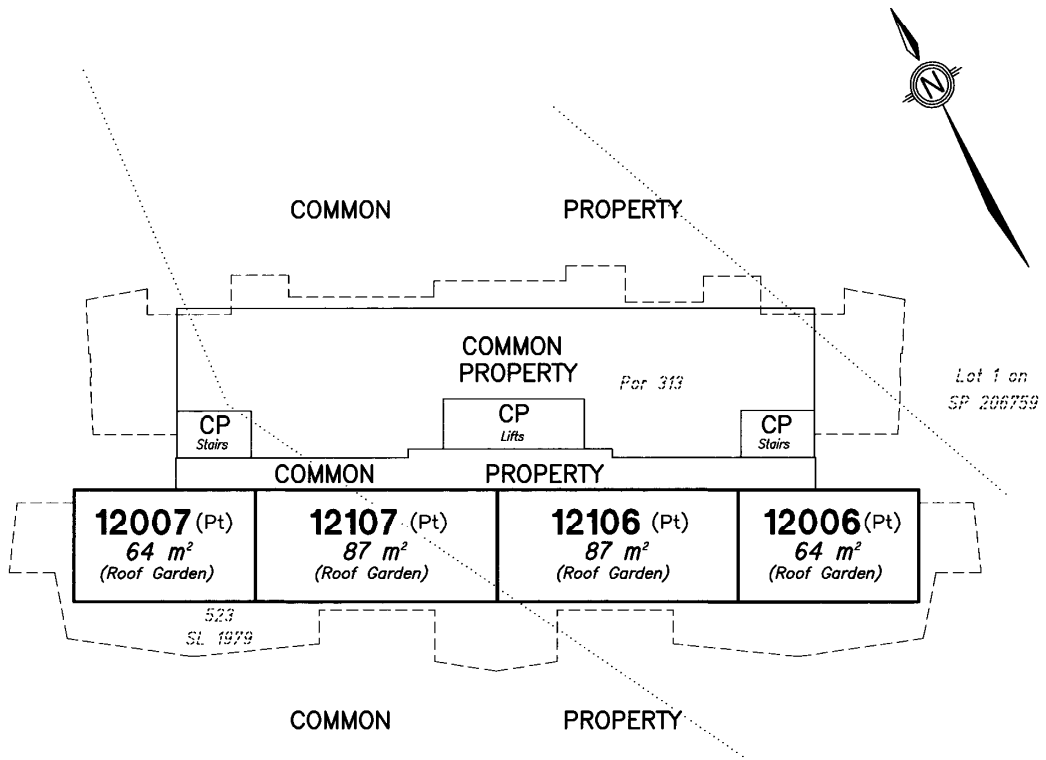 N
COMMON PROPERTY
COMMON
PROPERTY
Por 313
Lot 1 on
SP 206759
CP
Stairs
CP
Lifts
CP
Stairs
COMMON PROPERTY
12007 (Pt)
64 m²
(Roof Garden)
12107 (Pt)
87 m²
(Roof Garden)
12106 (Pt)
87 m²
(Roof Garden)
12006 (Pt)
64 m²
(Roof Garden)
523
SL 1979
COMMON PROPERTY